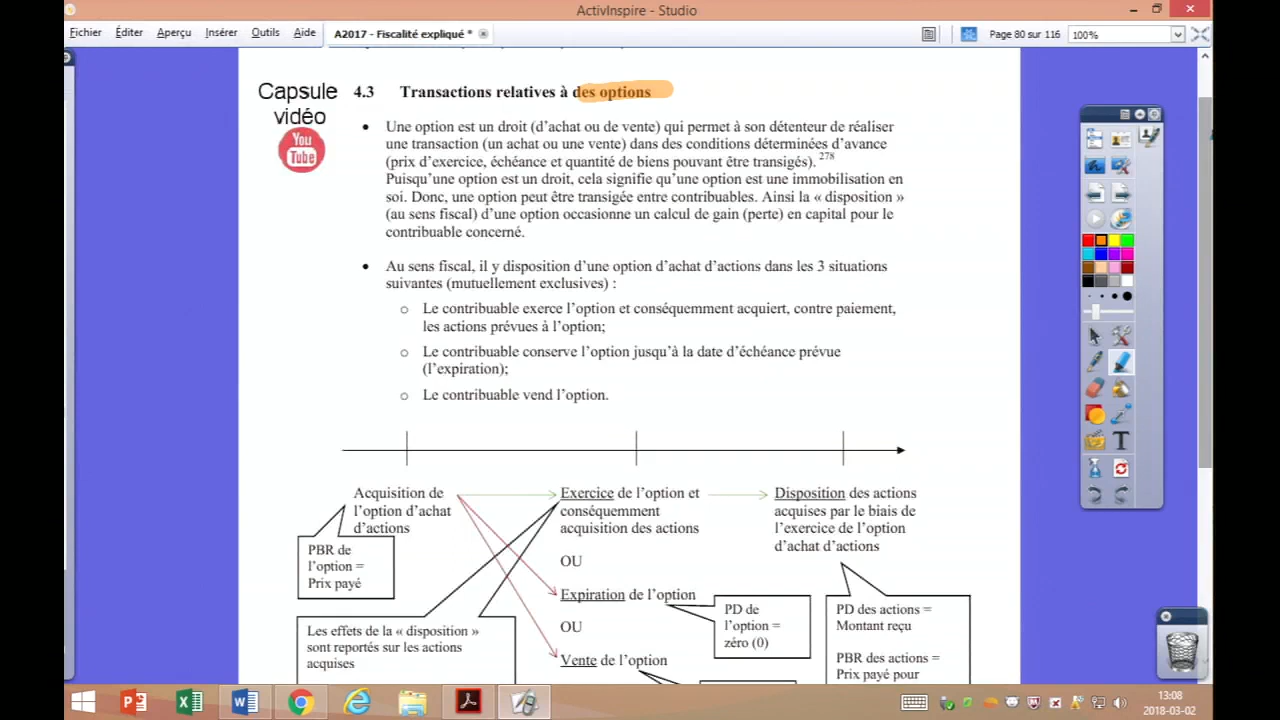 ActivInspire - Studio
Fichier Éditer Aperçu Insérer Outils Aide
A2017 - Fiscalité expliqué *
Page 80 sur 116
100%
Capsule
vidéo
You
Tube
4.3 Transactions relatives à des options
• Une option est un droit (d’achat ou de vente) qui permet à son détenteur de réaliser
une transaction (un achat ou une vente) dans des conditions déterminées d’avance
(prix d’exercice, échéance et quantité de biens pouvant être transigés). 278
Puisqu’une option est un droit, cela signifie qu’une option est une immobilisation en
soi. Donc, une option peut être transigée entre contribuables. Ainsi la « disposition »
(au sens fiscal) d’une option occasionne un calcul de gain (perte) en capital pour le
contribuable concerné.
• Au sens fiscal, il y disposition d’une option d’achat d’actions dans les 3 situations
suivantes (mutuellement exclusives) :
o Le contribuable exerce l’option et conséquemment acquiert, contre paiement,
les actions prévues à l’option;
o Le contribuable conserve l’option jusqu’à la date d’échéance prévue
(l’expiration);
o Le contribuable vend l’option.
Acquisition de
l’option d’achat
d’actions
PBR de
l’option =
Prix payé
Les effets de la « disposition »
sont reportés sur les actions
acquises
Exercice de l’option et
conséquemment
acquisition des actions
OU
Expiration de l’option
OU
Vente de l’option
PD de
l’option =
zéro (0)
Disposition des actions
acquises par le biais de
l’exercice de l’option
d’achat d’actions
PD des actions =
Montant reçu
PBR des actions =
Prix payé pour
13:08
2018-03-02